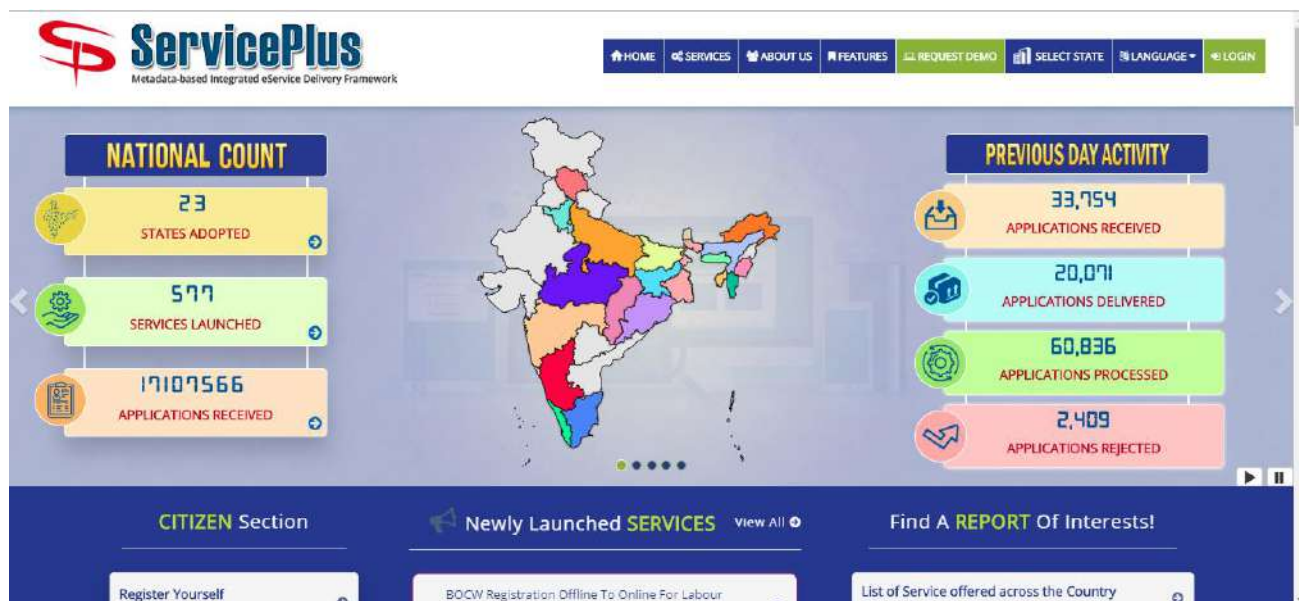 ServicePlus
Metadata-based Integrated eService Delivery Framework
HOME SERVICES ABOUT US FEATURES REQUEST DEMO SELECT STATE LANGUAGE LOGIN
NATIONAL COUNT
23
STATES ADOPTED
577
SERVICES LAUNCHED
17107566
APPLICATIONS RECEIVED
PREVIOUS DAY ACTIVITY
33,754
APPLICATIONS RECEIVED
20,071
APPLICATIONS DELIVERED
60,836
APPLICATIONS PROCESSED
2,409
APPLICATIONS REJECTED
CITIZEN Section
Register Yourself
Newly Launched SERVICES View All
BOCW Registration Offline To Online For Labour
Find A REPORT Of Interests!
List of Service offered across the Country